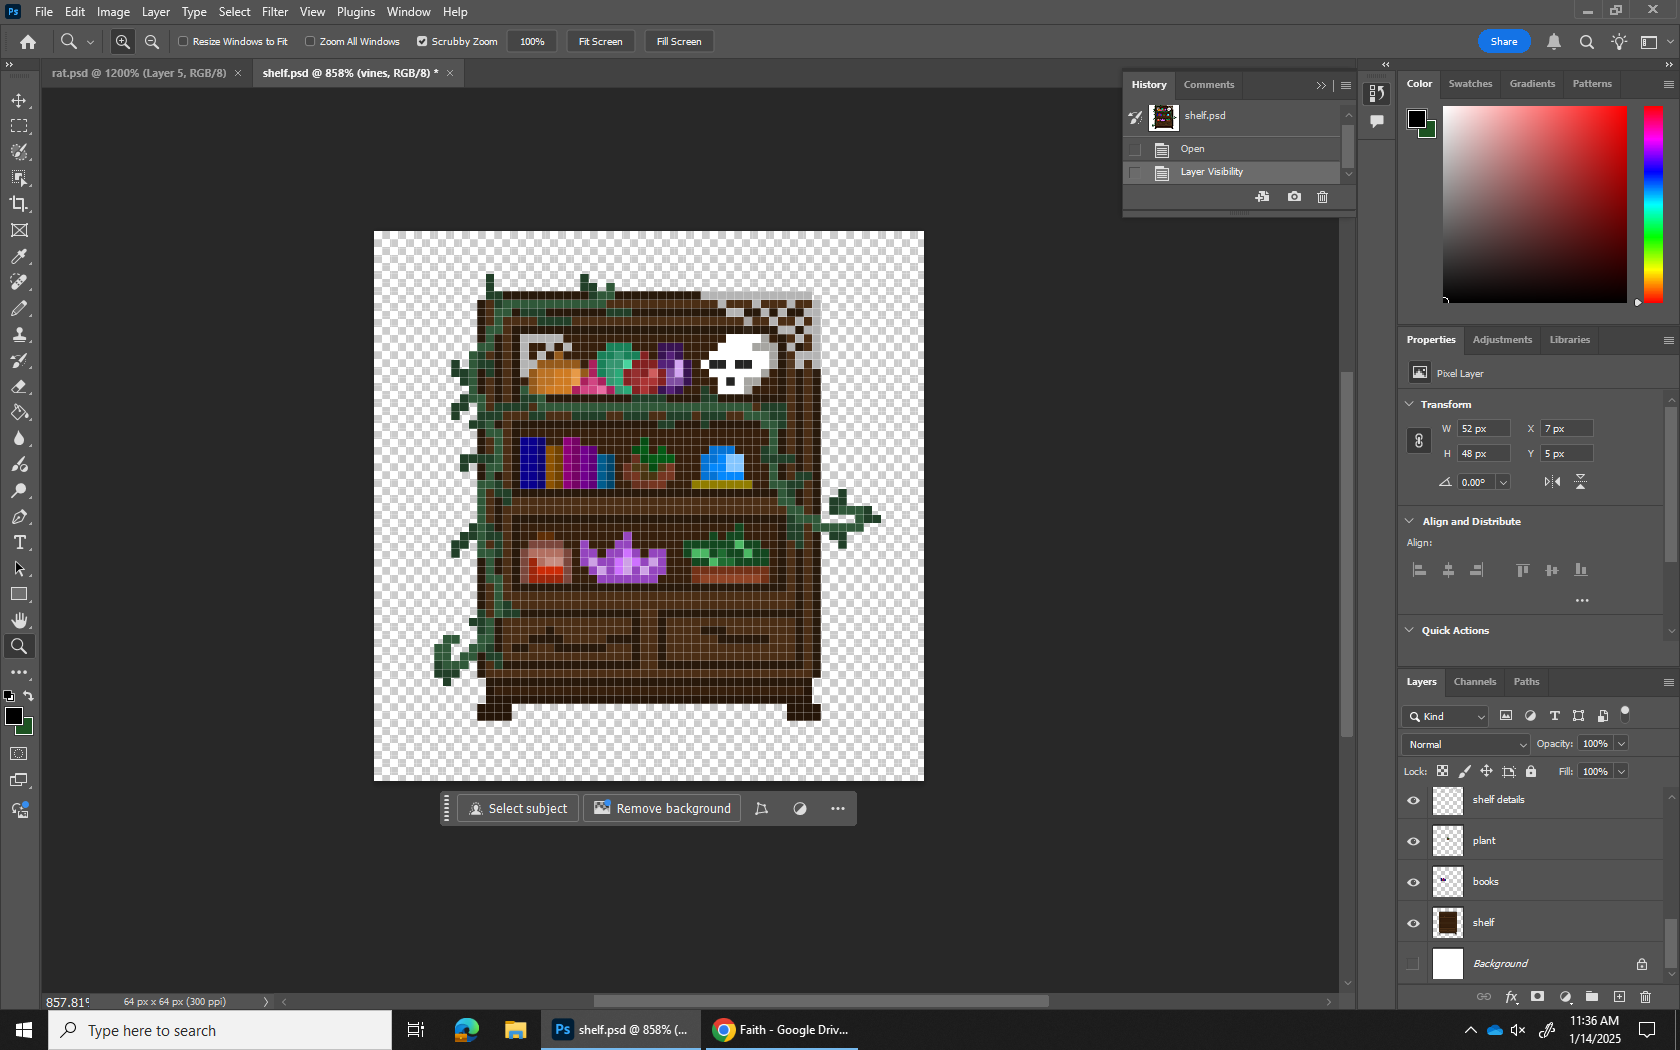 Ps File Edit Image Layer Type Select Filter View Plugins Window Help
Resize Windows to Fit Zoom All Windows Scrubby Zoom 100% Fit Screen Fill Screen Share
rat.psd @ 1200% (Layer 5, RGB/8) × shelf.psd @ 858% (vines, RGB/8) * ×
History Comments
shelf.psd
Open
Layer Visibility
Color Swatches Gradients Patterns
Properties Adjustments Libraries
Pixel Layer
Transform
W 52 px X 7 px
H 48 px Y 5 px
0.00°
Align and Distribute
Align:
Quick Actions
Layers Channels Paths
Kind
Normal Opacity: 100%
Lock: Fill: 100%
shelf details
plant
books
shelf
Background
Select subject Remove background
857.81%
64 px x 64 px (300 ppi)
Type here to search
Ps shelf.psd @ 858% (...
Faith - Google Driv...
11:36 AM
1/14/2025